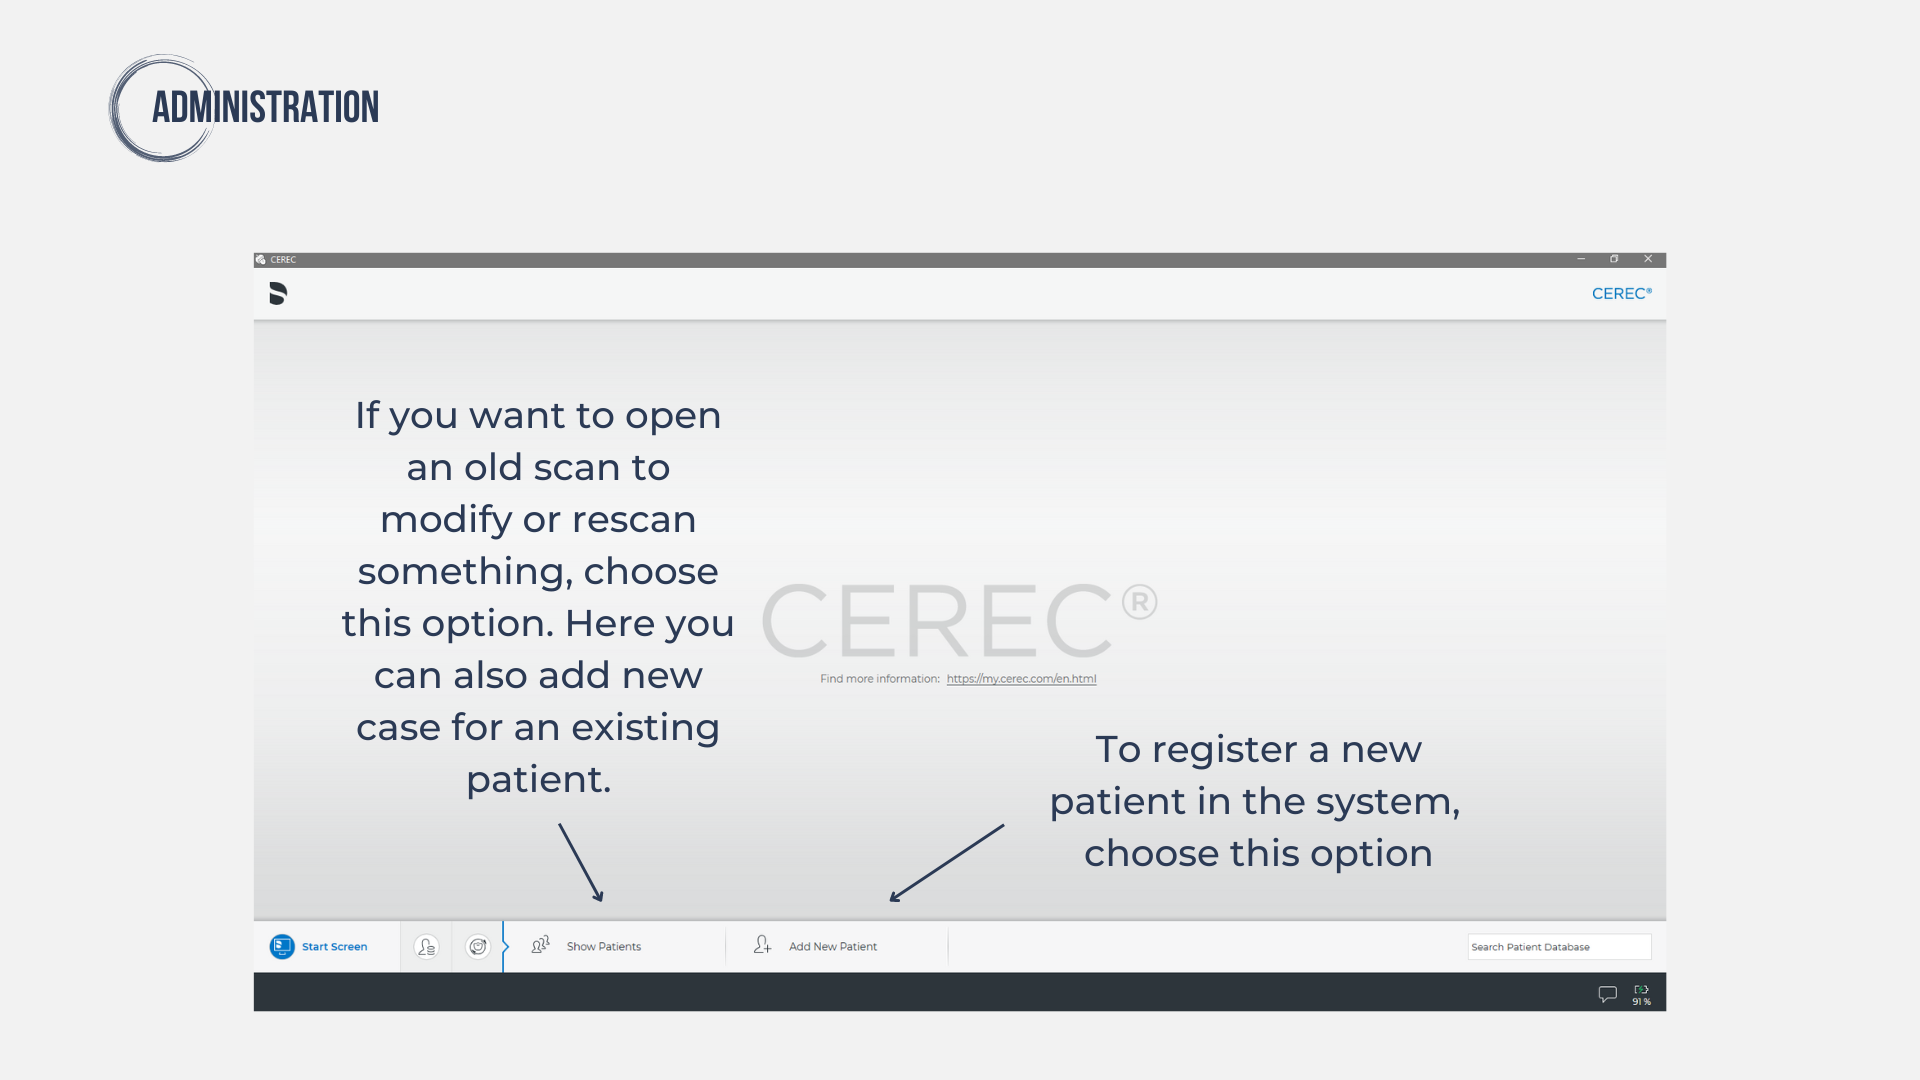 ADMINISTRATION
CEREC
CEREC®
If you want to open
an old scan to
modify or rescan
something, choose
this option. Here you
can also add new
case for an existing
patient.
CEREC®
Find more information: https://my.cerec.com/en.html
To register a new
patient in the system,
choose this option
Start Screen
Show Patients
Add New Patient
Search Patient Database
91 %